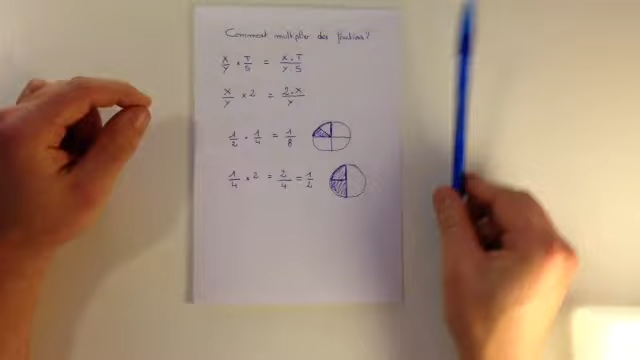 Comment multiplier des fractions ?
X/Y * T/S = X*T/Y*S
X/Y * 2 = 2*X/Y
1/2 * 1/4 = 1/8
1/4 * 2 = 2/4 = 1/2